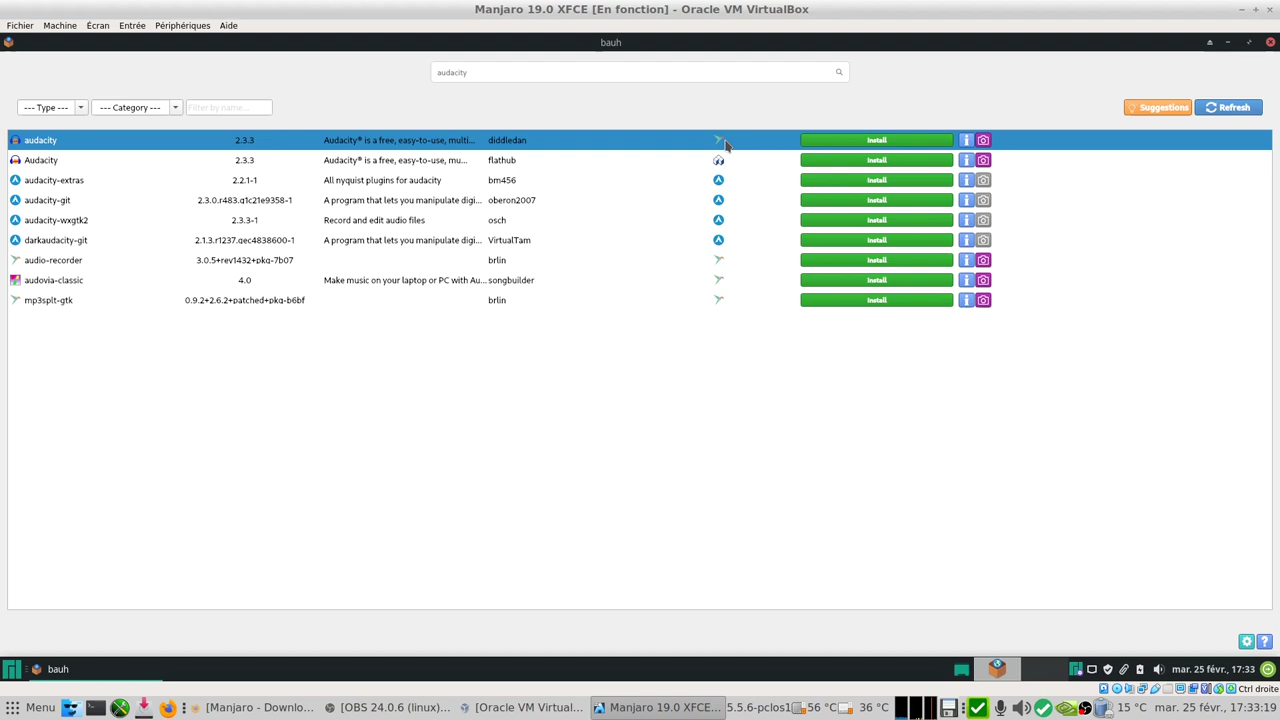 Manjaro 19.0 XFCE [En fonction] - Oracle VM VirtualBox
Fichier Machine Écran Entrée Périphériques Aide
bauh
audacity
--- Type --- --- Category --- Filter by name... Suggestions Refresh
audacity 2.3.3 Audacity® is a free, easy-to-use, multi... diddledan Install
Audacity 2.3.3 Audacity® is a free, easy-to-use, mu... flathub Install
audacity-extras 2.2.1-1 All nyquist plugins for audacity bm456 Install
audacity-git 2.3.0.r483.g1c21e9358-1 A program that lets you manipulate digi... oberon2007 Install
audacity-wxgtk2 2.3.3-1 Record and edit audio files osch Install
darkaudacity-git 2.1.3.r1237.gec4838600-1 A program that lets you manipulate digi... VirtualTam Install
audio-recorder 3.0.5+rev1432+pkg-7b07 brlin Install
audovia-classic 4.0 Make music on your laptop or PC with Au... songbuilder Install
mp3splt-gtk 0.9.2+2.6.2+patched+pkg-b6bf brlin Install
bauh mar. 25 févr., 17:33
Ctrl droite
Menu [Manjaro - Downlo... [OBS 24.0.6 (linux)... [Oracle VM Virtual... Manjaro 19.0 XFCE... 5.5.6-pclos1 56 °C 36 °C 15 °C mar. 25 févr., 17:33:19